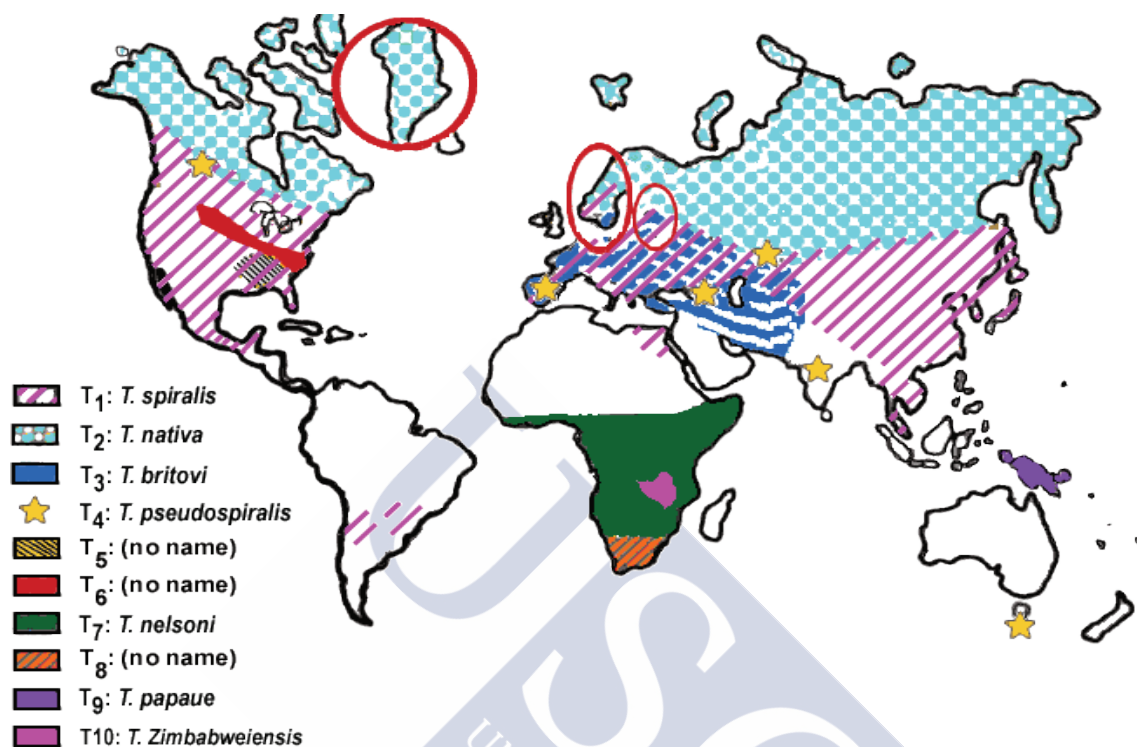 T1: T. spiralis
T2: T. nativa
T3: T. britovi
T4: T. pseudospiralis
T5: (no name)
T6: (no name)
T7: T. nelsoni
T8: (no name)
T9: T. papaue
T10: T. Zimbabweiensis